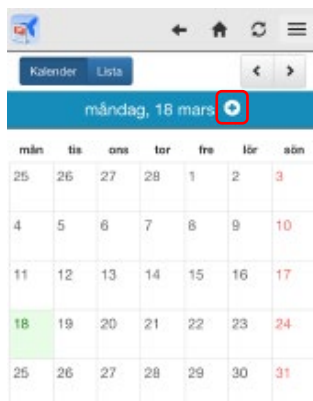 Kalender Lista
måndag, 18 mars
mån tis ons tor fre lör sön
25 26 27 28 1 2 3
4 5 6 7 8 9 10
11 12 13 14 15 16 17
18 19 20 21 22 23 24
25 26 27 28 29 30 31